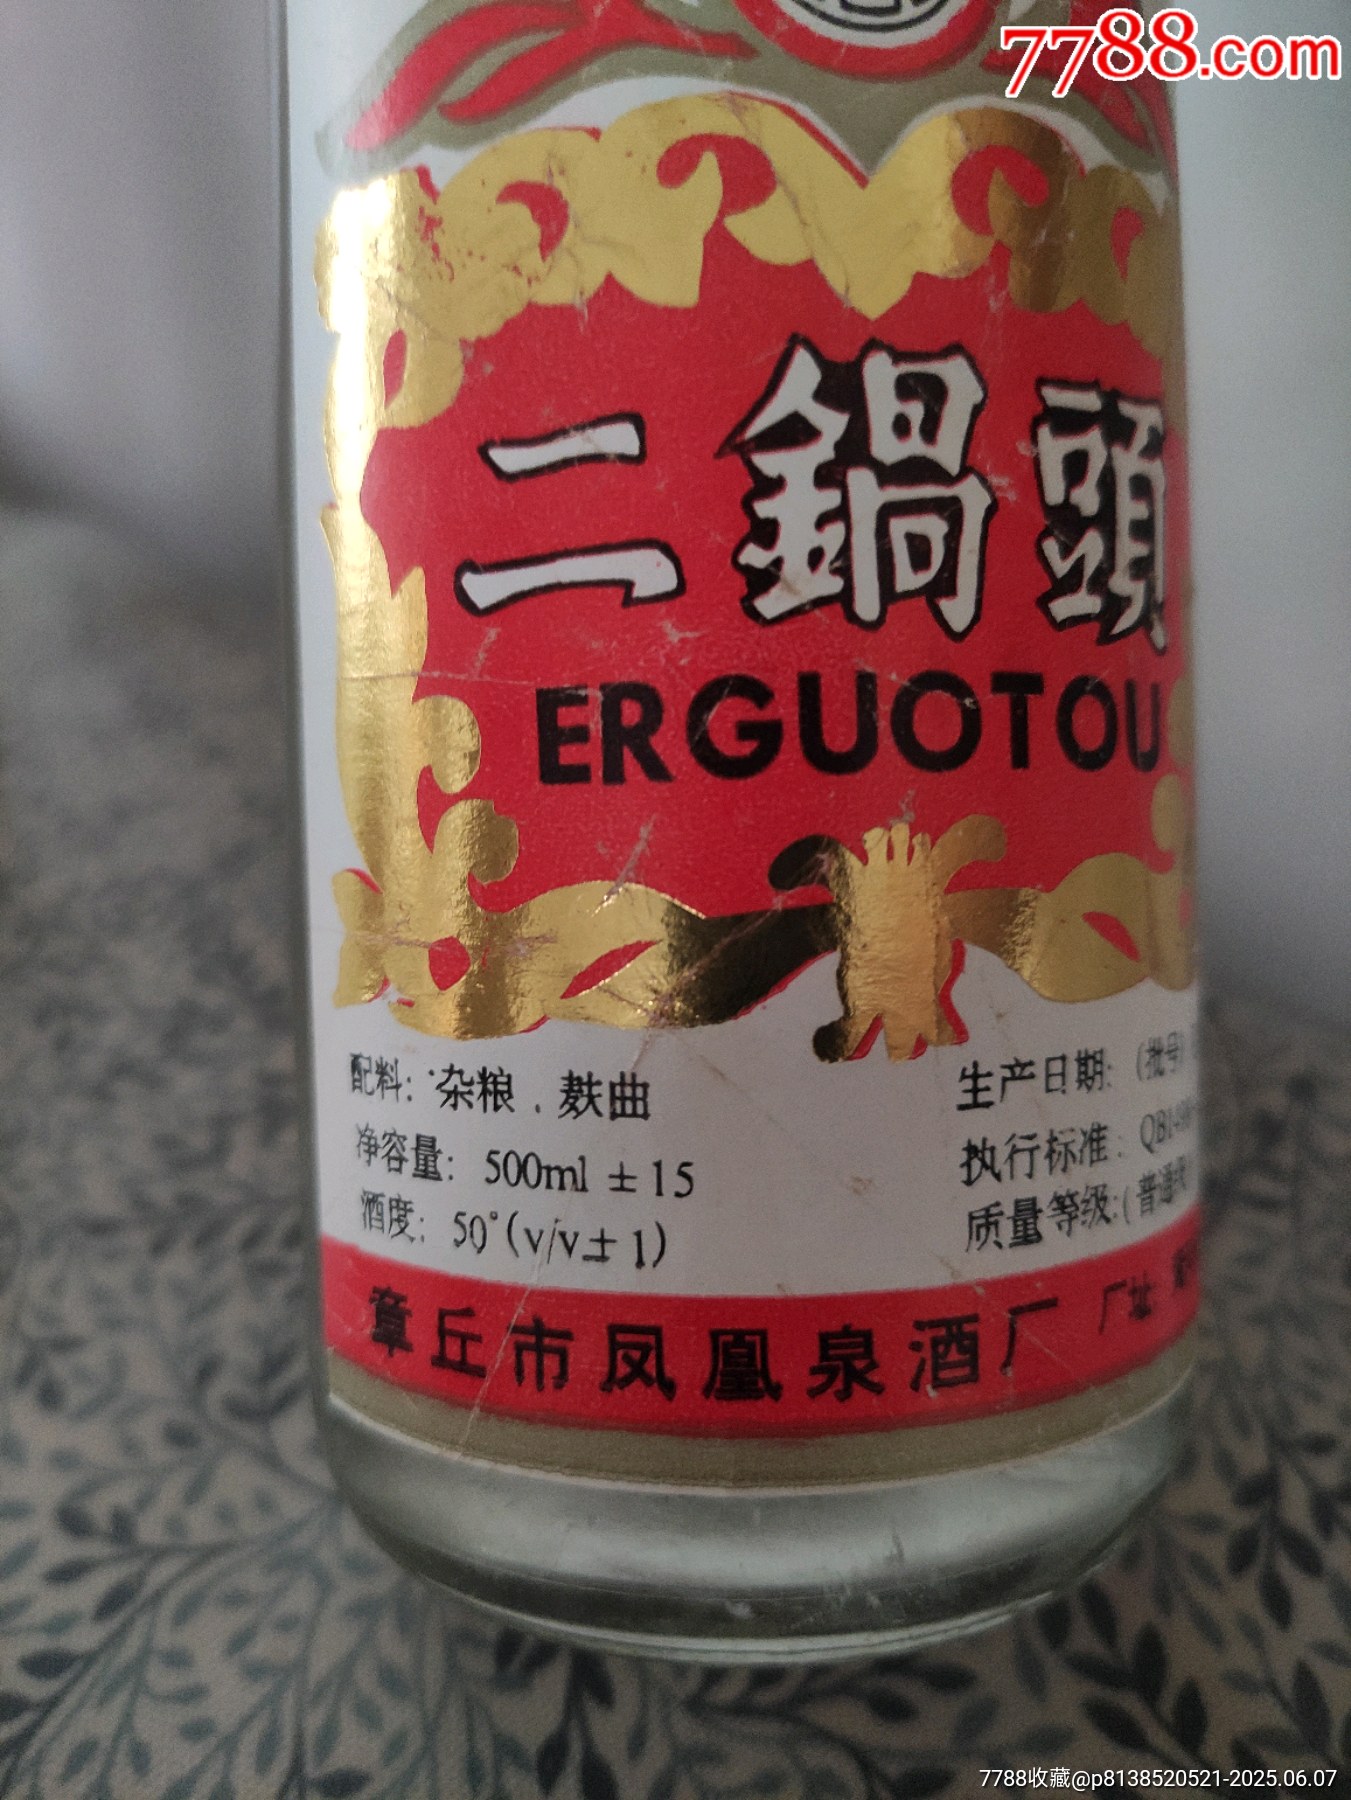 7788.com
二鍋頭
ERGUOTOU
配料: 杂粮 . 麸曲
净容量: 500ml ±15
酒度: 50°(v/v±1)
生产日期: (批号)
执行标准:
质量等级:(普通
章丘市凤凰泉酒厂 厂址:
7788收藏@p8138520521-2025.06.07